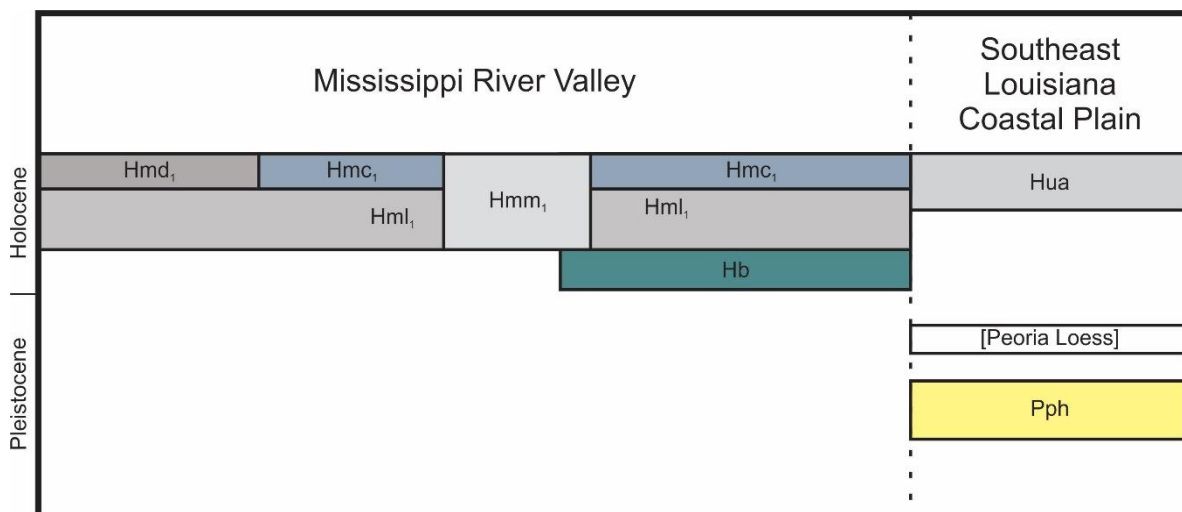 Mississippi River Valley
Southeast
Louisiana
Coastal Plain
Holocene
Hmd₁
Hmc₁
Hmm₁
Hmc₁
Hua
Hml₁
Hml₁
Hb
Pleistocene
[Peoria Loess]
Pph